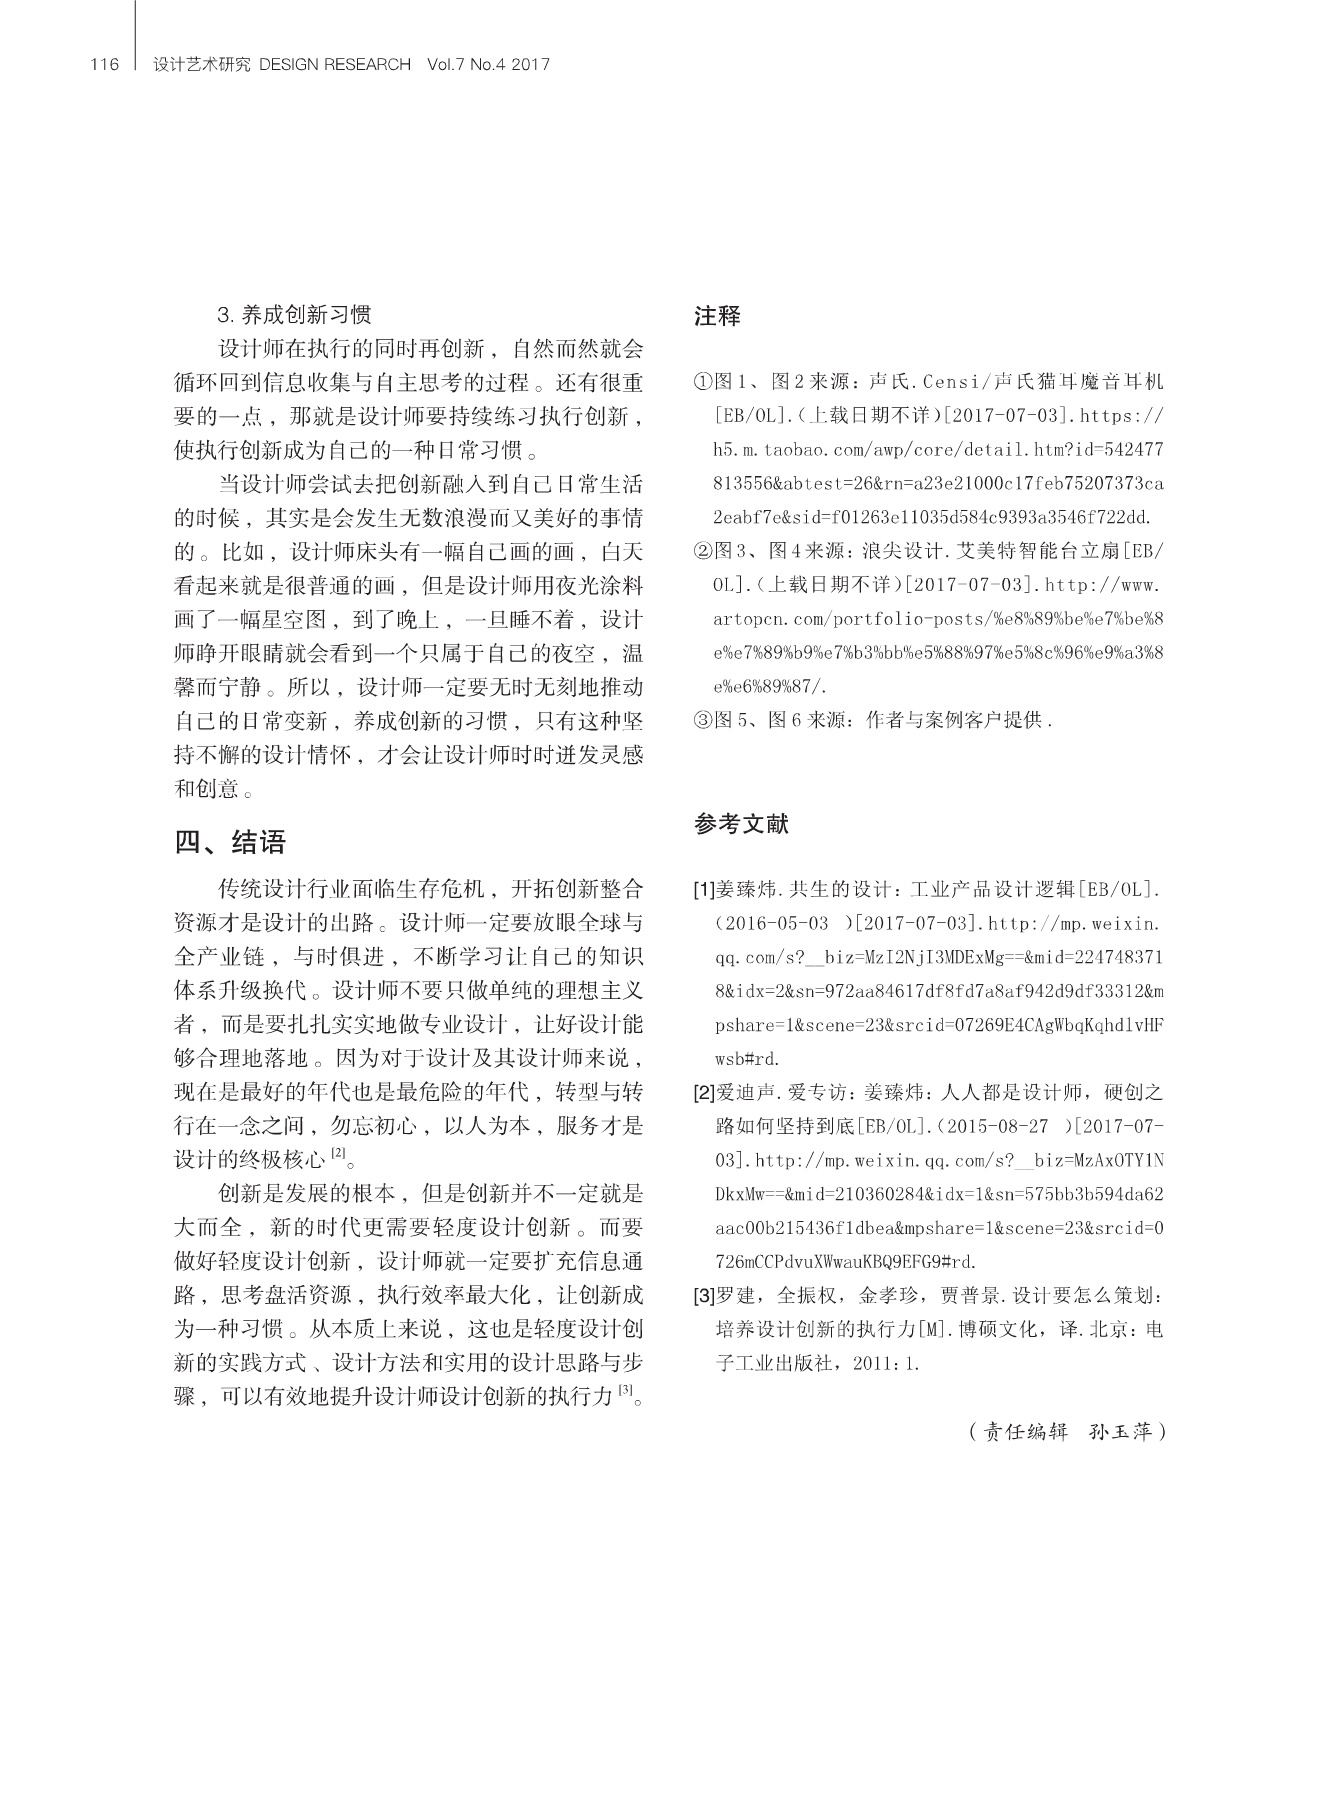 116 设计艺术研究 DESIGN RESEARCH Vol.7 No.4 2017
3. 养成创新习惯
设计师在执行的同时再创新，自然而然就会
循环回到信息收集与自主思考的过程。还有很重
要的一点，那就是设计师要持续练习执行创新，
使执行创新成为自己的一种日常习惯。
当设计师尝试去把创新融入到自己日常生活
的时候，其实是会发生无数浪漫而又美好的事情
的。比如，设计师床头有一幅自己画的画，白天
看起来就是很普通的画，但是设计师用夜光涂料
画了一幅星空图，到了晚上，一旦睡不着，设计
师睁开眼睛就会看到一个只属于自己的夜空，温
馨而宁静。所以，设计师一定要无时无刻地推动
自己的日常变新，养成创新的习惯，只有这种坚
持不懈的设计情怀，才会让设计师时时迸发灵感
和创意。
四、结语
传统设计行业面临生存危机，开拓创新整合
资源才是设计的出路。设计师一定要放眼全球与
全产业链，与时俱进，不断学习让自己的知识
体系升级换代。设计师不要只做单纯的理想主义
者，而是要扎扎实实地做专业设计，让好设计能
够合理地落地。因为对于设计及其设计师来说，
现在是最好的年代也是最危险的年代，转型与转
行在一念之间，勿忘初心，以人为本，服务才是
设计的终极核心[2]。
创新是发展的根本，但是创新并不一定就是
大而全，新的时代更需要轻度设计创新。而要
做好轻度设计创新，设计师就一定要扩充信息通
路，思考盘活资源，执行效率最大化，让创新成
为一种习惯。从本质上来说，这也是轻度设计创
新的实践方式、设计方法和实用的设计思路与步
骤，可以有效地提升设计师设计创新的执行力[3]。
注释
①图1、图2来源：声氏.Censi/声氏猫耳魔音耳机
[EB/OL].(上载日期不详)[2017-07-03].https://
h5.m.taobao.com/awp/core/detail.htm?id=542477
813556&abtest=26&rn=a23e21000c17feb75207373ca
2eabf7e&sid=f01263e11035d584c9393a3546f722dd.
②图3、图4来源：浪尖设计.艾美特智能台立扇[EB/
OL].(上载日期不详)[2017-07-03].http://www.
artopcn.com/portfolio-posts/%e8%89%be%e7%be%8
e%e7%89%b9%e7%b3%bb%e5%88%97%e5%8c%96%e9%a3%8
e%e6%89%87/.
③图5、图6来源：作者与案例客户提供.
参考文献
[1]姜臻炜.共生的设计：工业产品设计逻辑[EB/OL].
(2016-05-03 )[2017-07-03].http://mp.weixin.
qq.com/s?__biz=MzI2NjI3MDExMg==&mid=224748371
8&idx=2&sn=972aa84617df8fd7a8af942d9df33312&m
pshare=1&scene=23&srcid=07269E4CAgWbqKqhdlvHF
wsb#rd.
[2]爱迪声.爱专访：姜臻炜：人人都是设计师，硬创之
路如何坚持到底[EB/OL].(2015-08-27 )[2017-07-
03].http://mp.weixin.qq.com/s?__biz=MzAxOTY1N
DkxMw==&mid=210360284&idx=1&sn=575bb3b594da62
aac00b215436f1dbea&mpshare=1&scene=23&srcid=0
726mCCPdvuXWwauKBQ9EFG9#rd.
[3]罗建，全振权，金孝珍，贾普景.设计要怎么策划：
培养设计创新的执行力[M].博硕文化，译.北京：电
子工业出版社，2011:1.
（责任编辑 孙玉萍）